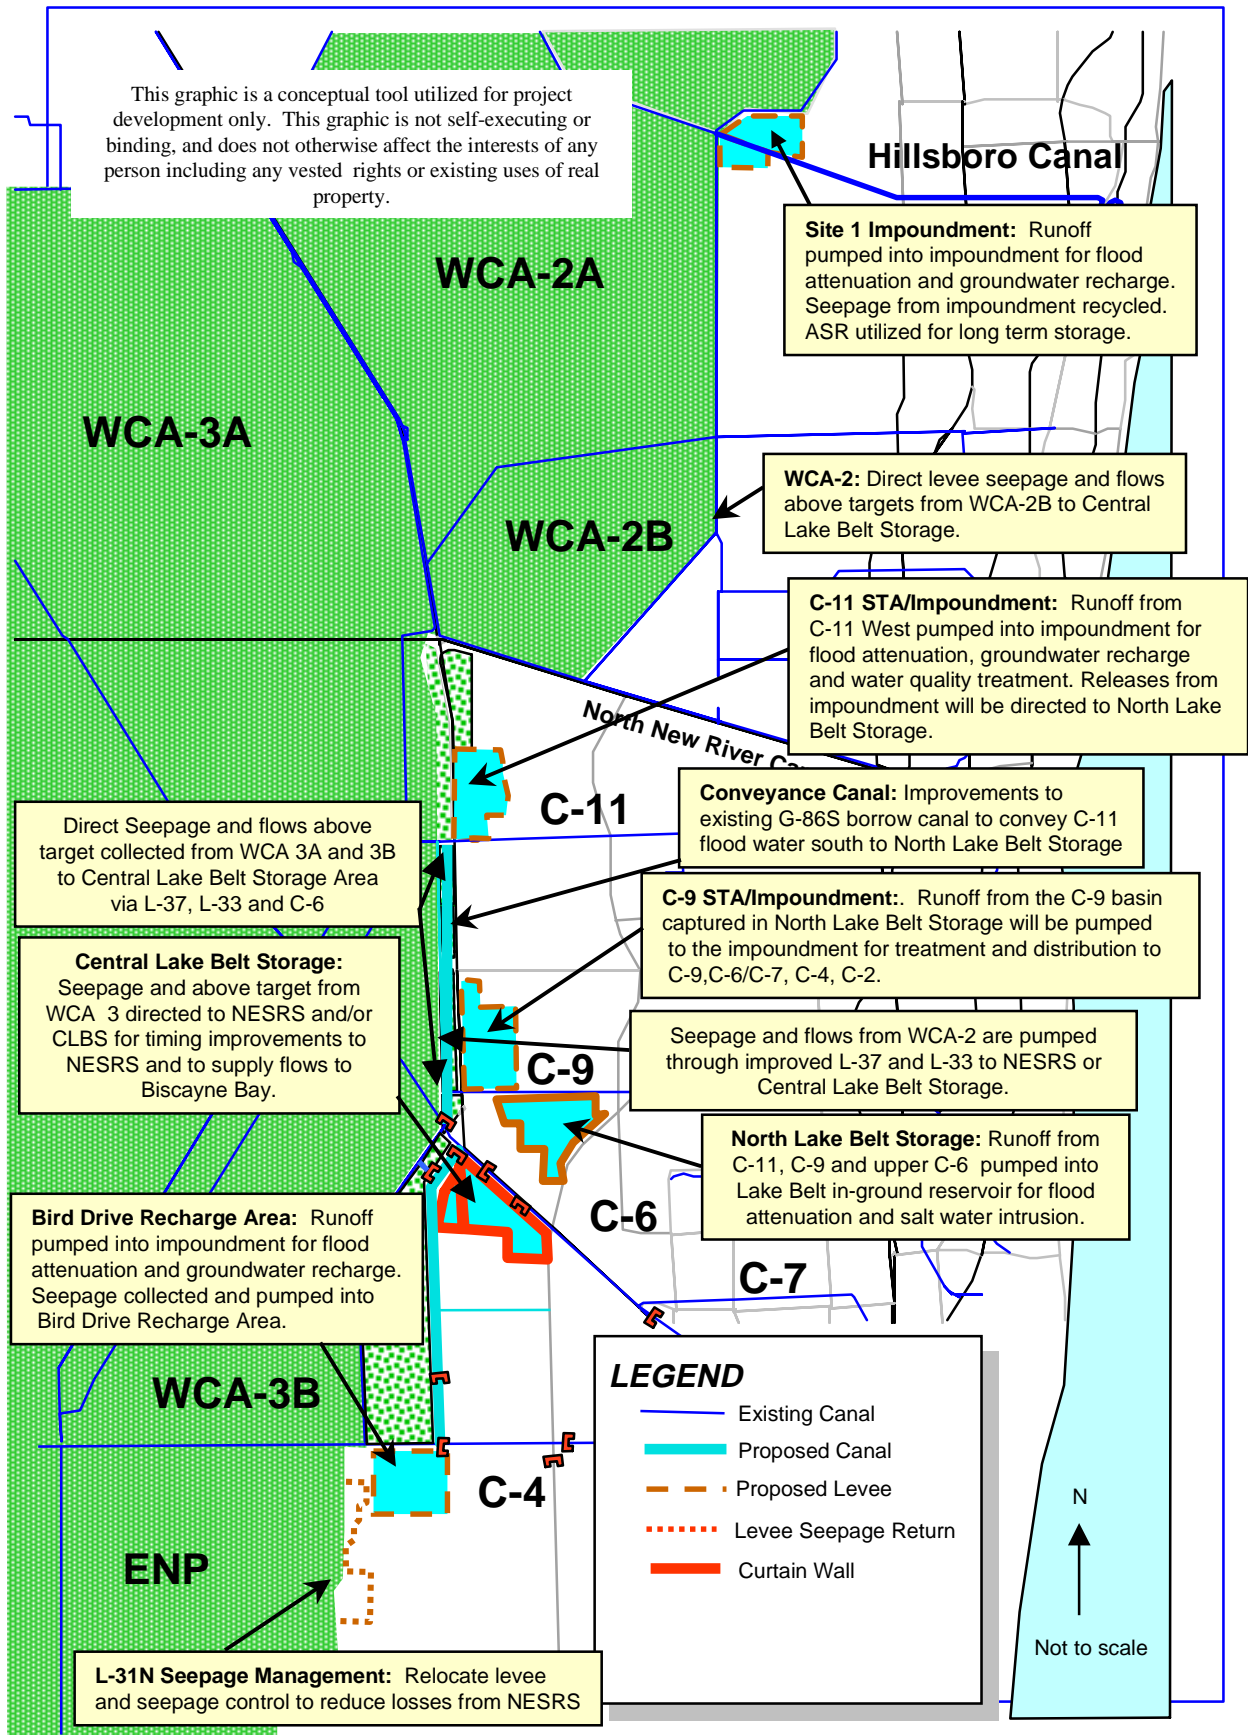 This graphic is a conceptual tool utilized for project
development only. This graphic is not self-executing or
binding, and does not otherwise affect the interests of any
person including any vested rights or existing uses of real
property.
Hillsboro Canal
Site 1 Impoundment: Runoff
pumped into impoundment for flood
attenuation and groundwater recharge.
Seepage from impoundment recycled.
ASR utilized for long term storage.
WCA-2A
WCA-3A
WCA-2: Direct levee seepage and flows
above targets from WCA-2B to Central
Lake Belt Storage.
WCA-2B
C-11 STA/Impoundment: Runoff from
C-11 West pumped into impoundment for
flood attenuation, groundwater recharge
and water quality treatment. Releases from
impoundment will be directed to North Lake
Belt Storage.
North New River
C-11
Conveyance Canal: Improvements to
existing G-86S borrow canal to convey C-11
flood water south to North Lake Belt Storage
Direct Seepage and flows above
target collected from WCA 3A and 3B
to Central Lake Belt Storage Area
via L-37, L-33 and C-6
C-9 STA/Impoundment:. Runoff from the C-9 basin
captured in North Lake Belt Storage will be pumped
to the impoundment for treatment and distribution to
C-9,C-6/C-7, C-4, C-2.
Central Lake Belt Storage:
Seepage and above target from
WCA 3 directed to NESRS and/or
CLBS for timing improvements to
NESRS and to supply flows to
Biscayne Bay.
Seepage and flows from WCA-2 are pumped
through improved L-37 and L-33 to NESRS or
Central Lake Belt Storage.
C-9
North Lake Belt Storage: Runoff from
C-11, C-9 and upper C-6 pumped into
Lake Belt in-ground reservoir for flood
attenuation and salt water intrusion.
C-6
Bird Drive Recharge Area: Runoff
pumped into impoundment for flood
attenuation and groundwater recharge.
Seepage collected and pumped into
Bird Drive Recharge Area.
C-7
WCA-3B
LEGEND
Existing Canal
Proposed Canal
Proposed Levee
Levee Seepage Return
Curtain Wall
C-4
N
Not to scale
ENP
L-31N Seepage Management: Relocate levee
and seepage control to reduce losses from NESRS